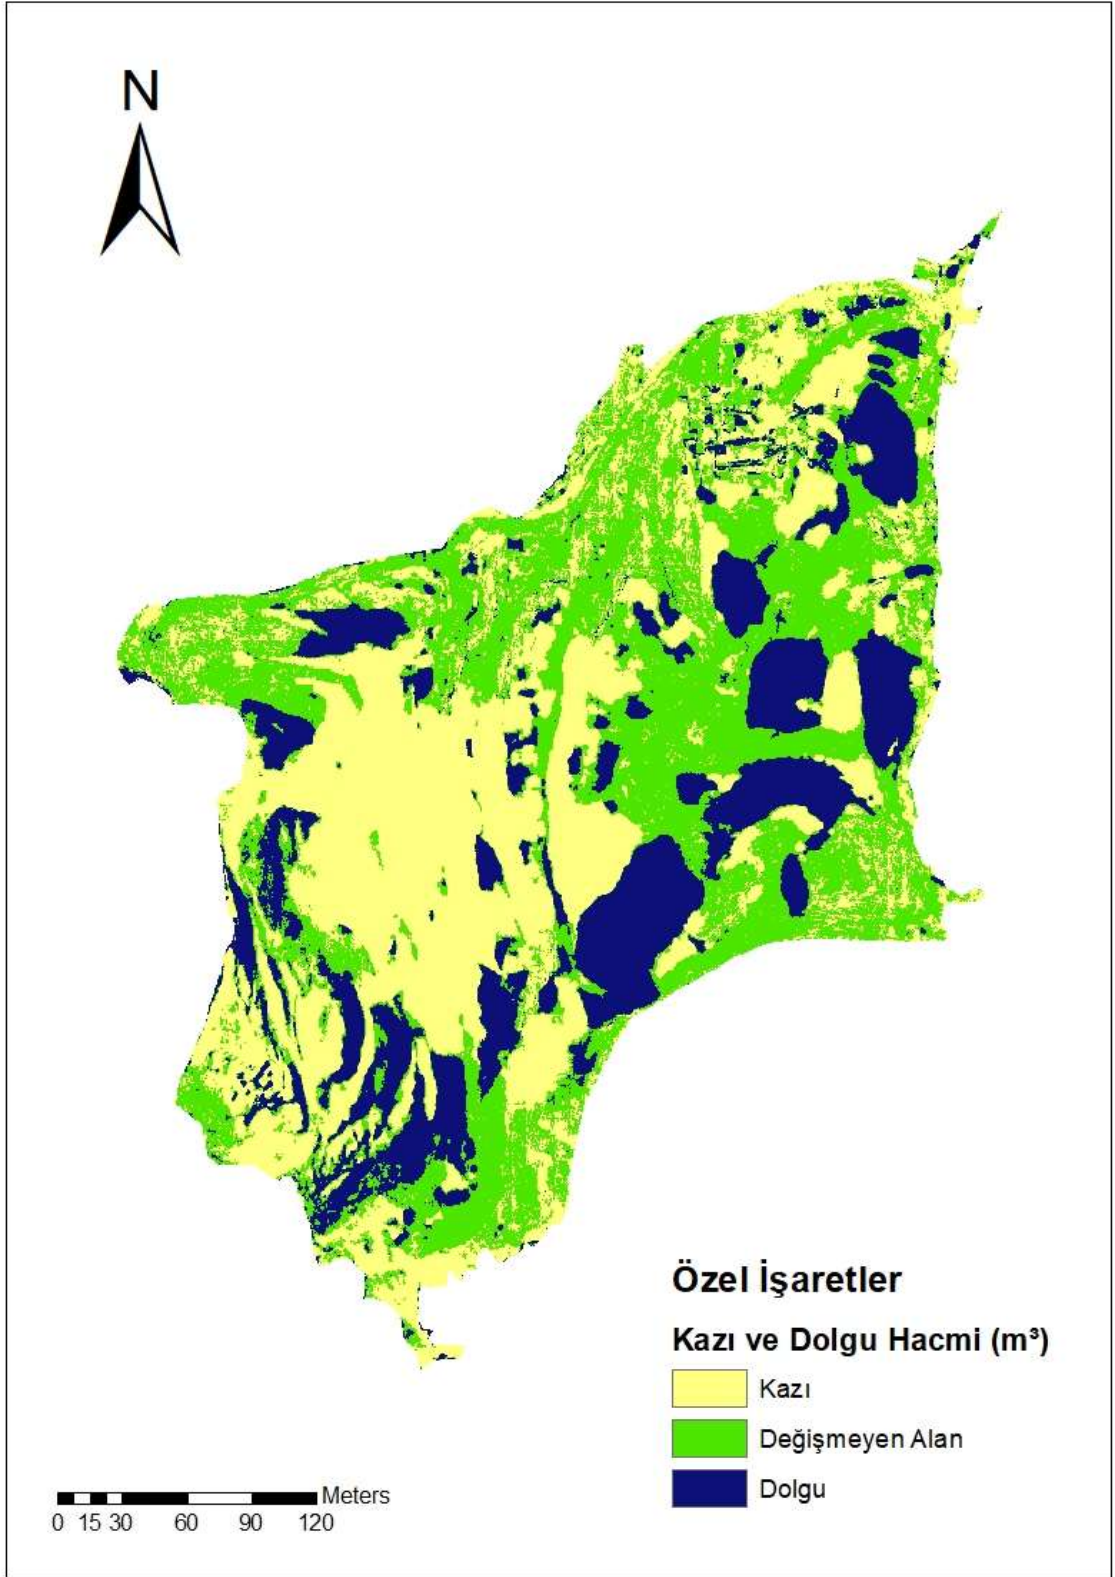 N
Özel İşaretler
Kazı ve Dolgu Hacmi (m³)
Kazı
Değişmeyen Alan
Dolgu
Meters
0 15 30 60 90 120